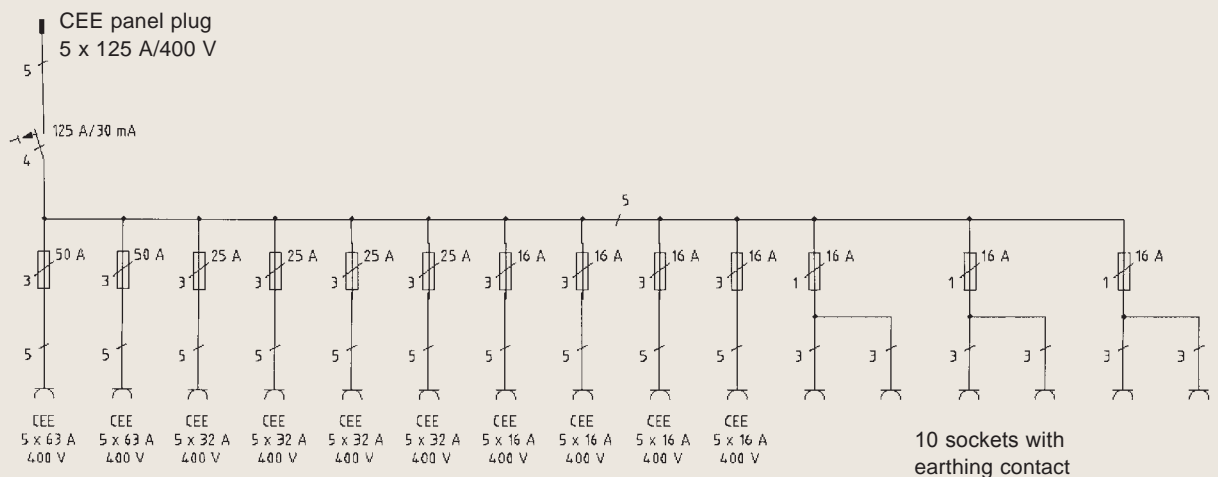 CEE panel plug
5 x 125 A/400 V
5
125 A/30 mA
4
5
50 A 50 A 25 A 25 A 25 A 25 A 16 A 16 A 16 A 16 A 16 A 16 A 16 A
3 3 3 3 3 3 3 3 3 3 1 1 1
5 5 5 5 5 5 5 5 5 5 3 3 3 3 3 3
CEE CEE CEE CEE CEE CEE CEE CEE CEE CEE
5 x 63 A 5 x 63 A 5 x 32 A 5 x 32 A 5 x 32 A 5 x 32 A 5 x 16 A 5 x 16 A 5 x 16 A 5 x 16 A
400 V 400 V 400 V 400 V 400 V 400 V 400 V 400 V 400 V 400 V
10 sockets with
earthing contact